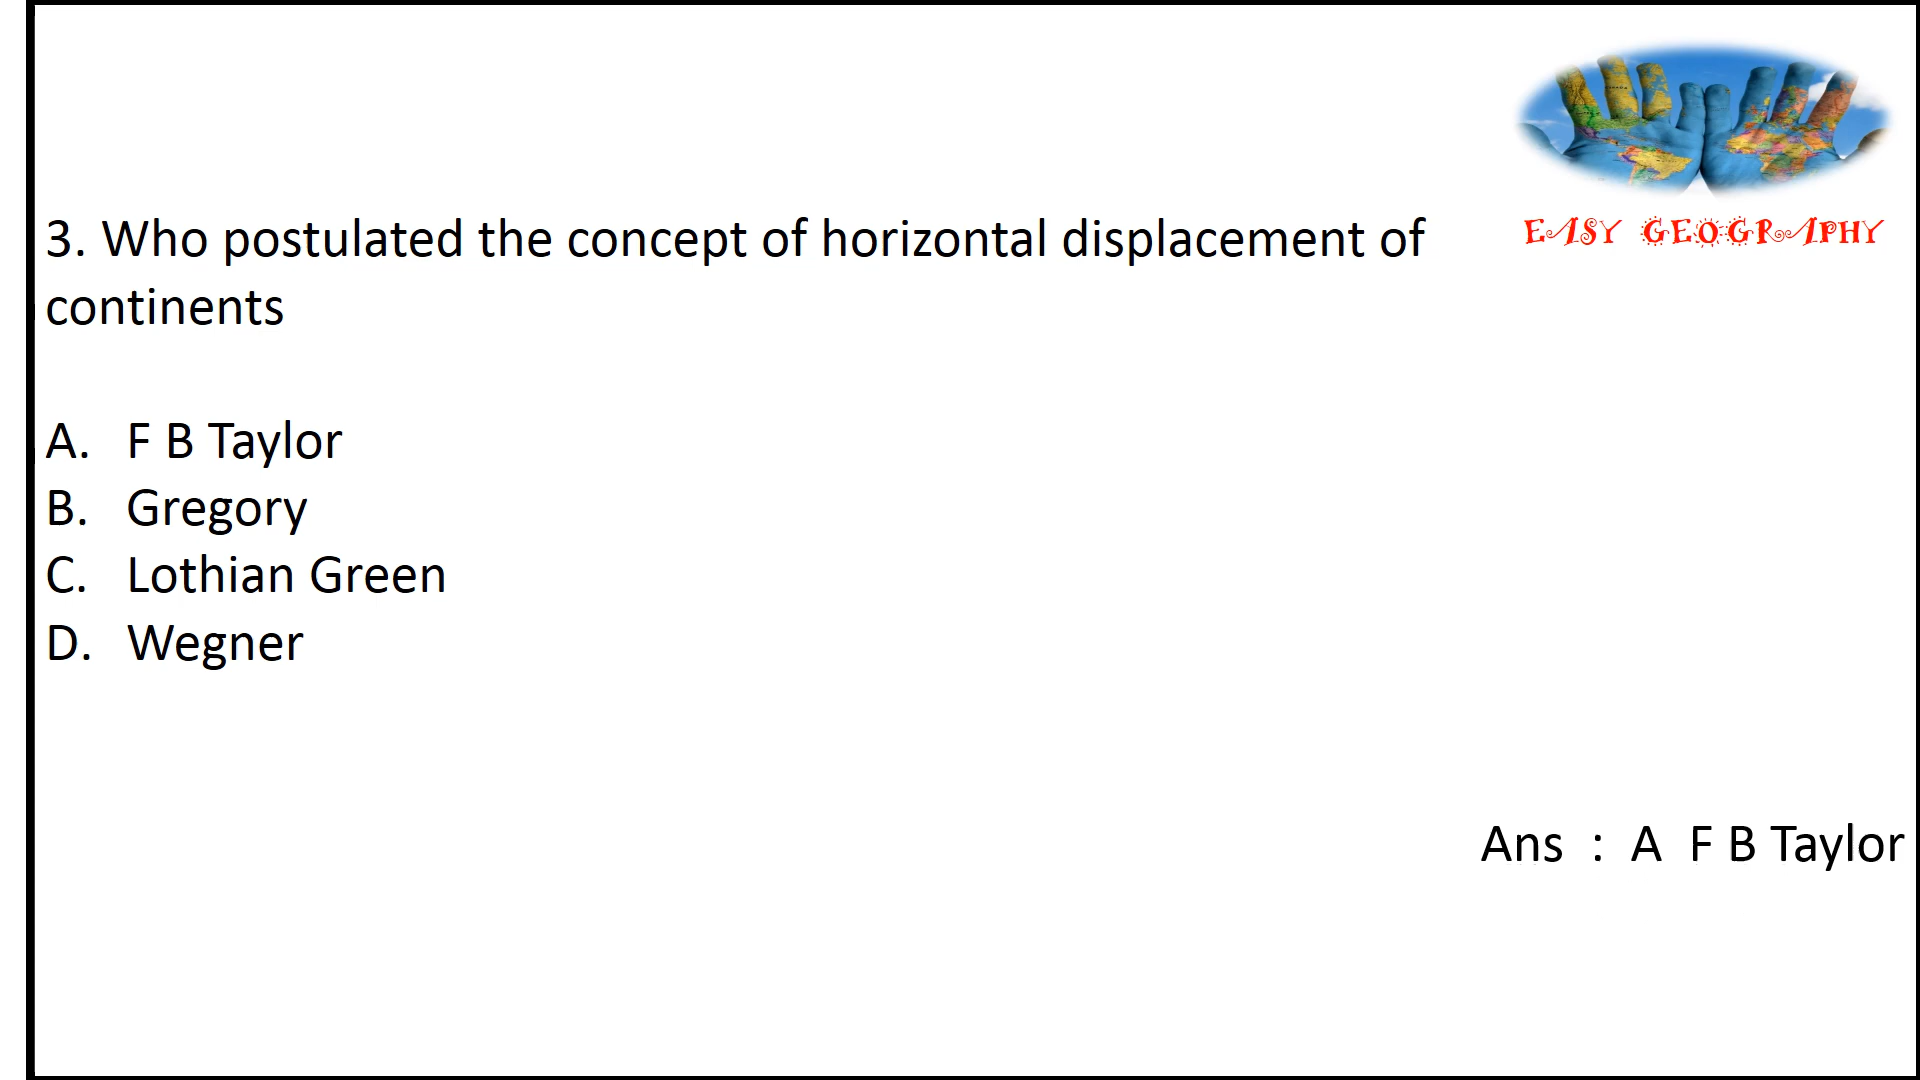 EASY GEOGRAPHY
3. Who postulated the concept of horizontal displacement of
continents
A. F B Taylor
B. Gregory
C. Lothian Green
D. Wegner
Ans : A F B Taylor